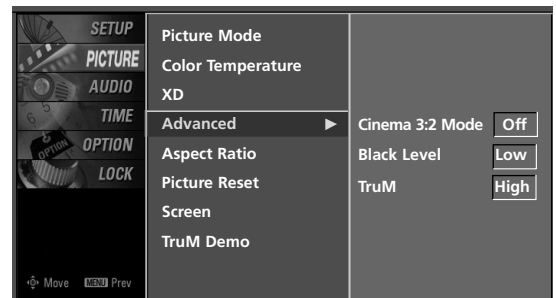 SETUP
PICTURE
AUDIO
TIME
OPTION
LOCK
Move MENU Prev
Picture Mode
Color Temperature
XD
Advanced ▶
Aspect Ratio
Picture Reset
Screen
TruM Demo
Cinema 3:2 Mode Off
Black Level Low
TruM High